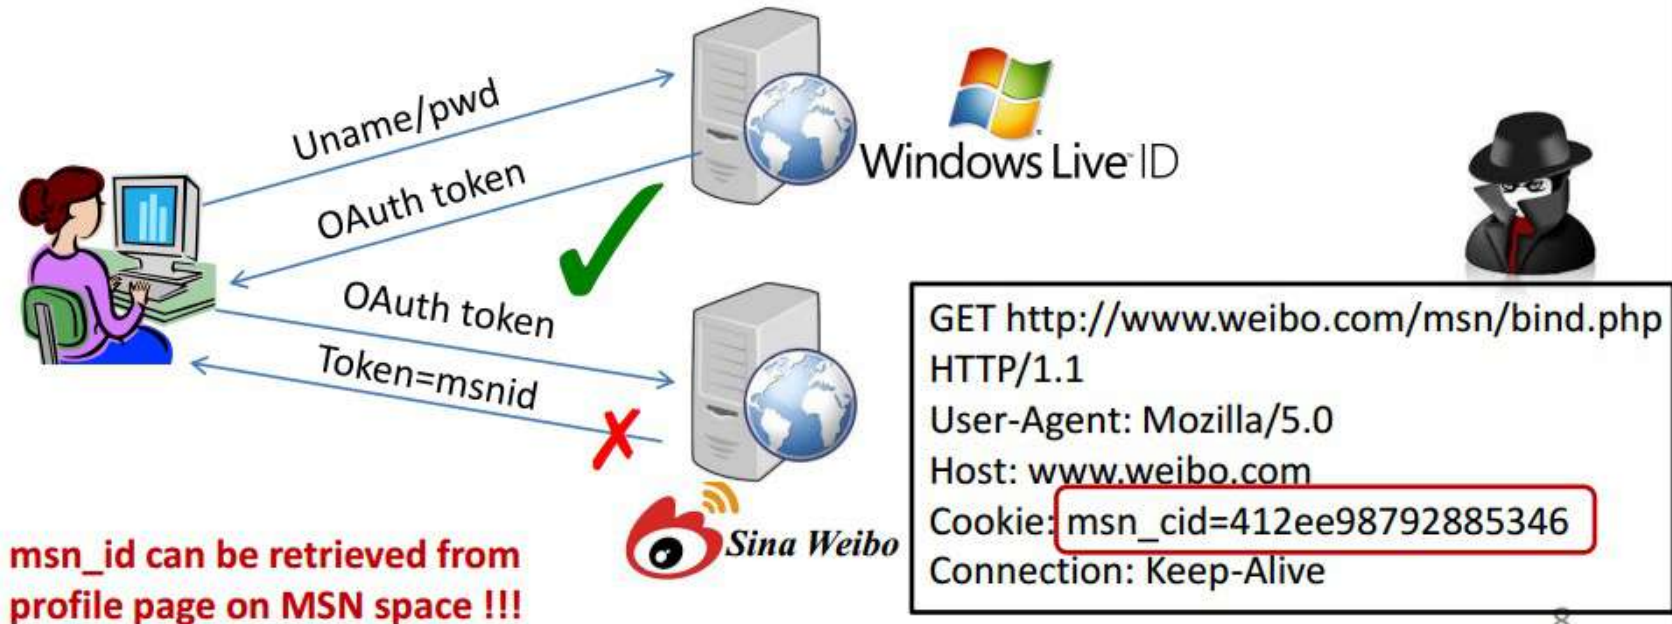 Uname/pwd
OAuth token
Windows Live ID
OAuth token
Token=msnid
Sina Weibo
msn_id can be retrieved from
profile page on MSN space !!!
GET http://www.weibo.com/msn/bind.php
HTTP/1.1
User-Agent: Mozilla/5.0
Host: www.weibo.com
Cookie: msn_cid=412ee98792885346
Connection: Keep-Alive